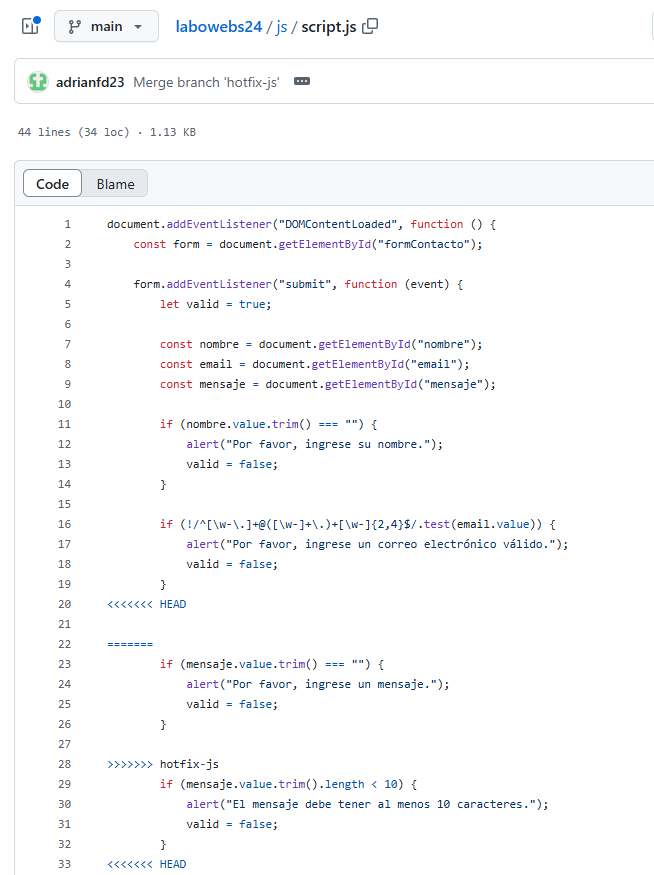 main
labowebs24 / js / script.js
adrianfd23 Merge branch 'hotfix-js'
44 lines (34 loc) · 1.13 KB
Code Blame
1 document.addEventListener("DOMContentLoaded", function () {
2     const form = document.getElementById("formContacto");
3
4     form.addEventListener("submit", function (event) {
5         let valid = true;
6
7         const nombre = document.getElementById("nombre");
8         const email = document.getElementById("email");
9         const mensaje = document.getElementById("mensaje");
10
11         if (nombre.value.trim() === "") {
12             alert("Por favor, ingrese su nombre.");
13             valid = false;
14         }
15
16         if (!/^[\w-\.]+@([\w-]+\.)+[\w-]{2,4}$/.test(email.value)) {
17             alert("Por favor, ingrese un correo electrónico válido.");
18             valid = false;
19         }
20 <<<<<<< HEAD
21
22 =======
23         if (mensaje.value.trim() === "") {
24             alert("Por favor, ingrese un mensaje.");
25             valid = false;
26         }
27
28 >>>>>>> hotfix-js
29         if (mensaje.value.trim().length < 10) {
30             alert("El mensaje debe tener al menos 10 caracteres.");
31             valid = false;
32         }
33 <<<<<<< HEAD